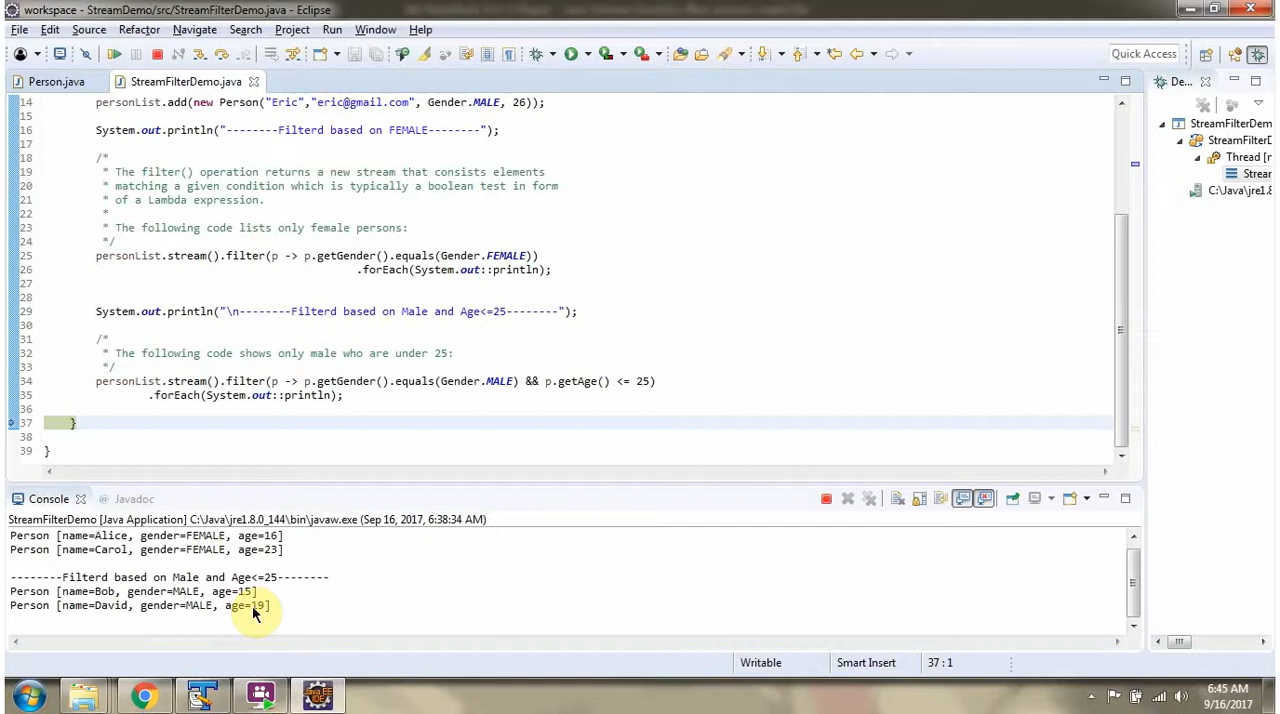 workspace - StreamDemo/src/StreamFilterDemo.java - Eclipse
File Edit Source Refactor Navigate Search Project Run Window Help
Quick Access
Person.java StreamFilterDemo.java
De...
14 personList.add(new Person("Eric","eric@gmail.com", Gender.MALE, 26));
15
16 System.out.println("--------Filterd based on FEMALE--------");
17
18 /*
19 * The filter() operation returns a new stream that consists elements
20 * matching a given condition which is typically a boolean test in form
21 * of a Lambda expression.
22 *
23 * The following code lists only female persons:
24 */
25 personList.stream().filter(p -> p.getGender().equals(Gender.FEMALE))
26 .forEach(System.out::println);
27
28
29 System.out.println("\n--------Filterd based on Male and Age<=25--------");
30
31 /*
32 * The following code shows only male who are under 25:
33 */
34 personList.stream().filter(p -> p.getGender().equals(Gender.MALE) && p.getAge() <= 25)
35 .forEach(System.out::println);
36
37 }
38
39 }
StreamFilterDem
StreamFilterD
Thread [r
Strear
C:\Java\jre1.8.0_
Console Javadoc
StreamFilterDemo [Java Application] C:\Java\jre1.8.0_144\bin\javaw.exe (Sep 16, 2017, 6:38:34 AM)
Person [name=Alice, gender=FEMALE, age=16]
Person [name=Carol, gender=FEMALE, age=23]
--------Filterd based on Male and Age<=25--------
Person [name=Bob, gender=MALE, age=15]
Person [name=David, gender=MALE, age=19]
Writable Smart Insert 37 : 1
Java EE
IDE
6:45 AM
9/16/2017